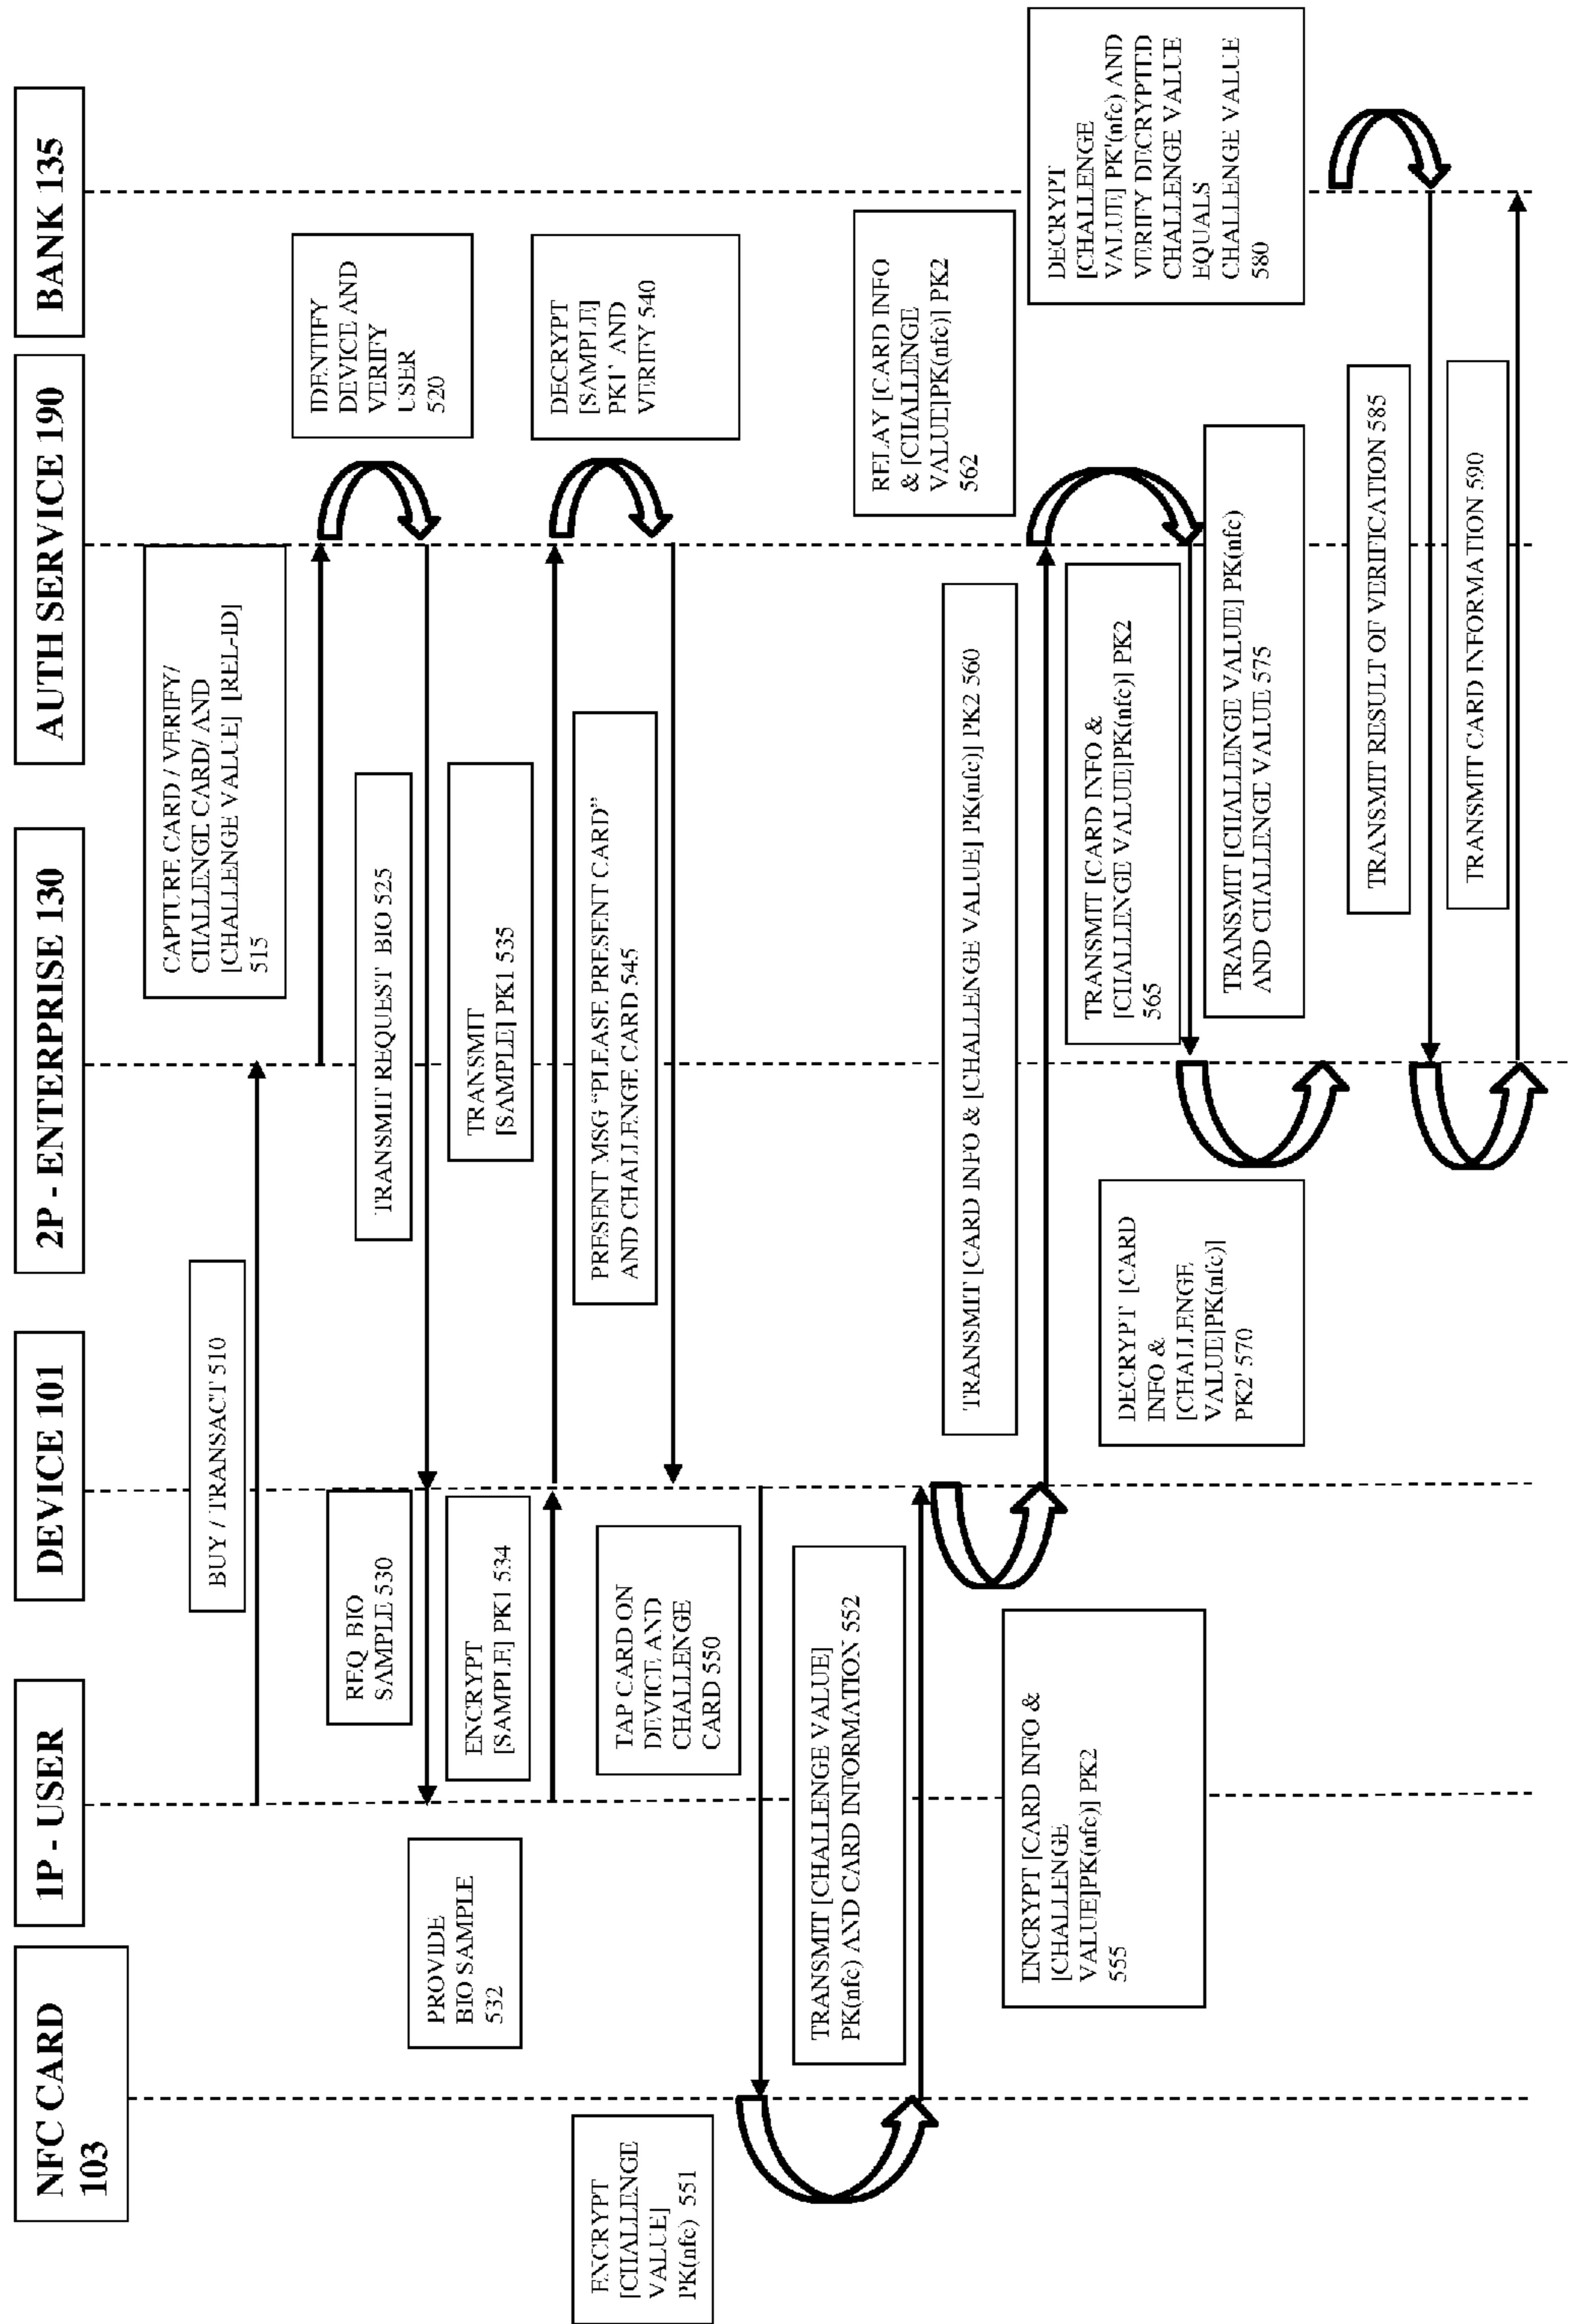 NFC CARD
103
1P - USER
DEVICE 101
2P - ENTERPRISE 130
AUTH SERVICE 190
BANK 135
BUY / TRANSACT 510
CAPTURE CARD / VERIFY/
CHALLENGE CARD/ AND
[CHALLENGE VALUE] [REL-ID]
515
IDENTIFY
DEVICE AND
VERIFY
USER
520
TRANSMIT REQUEST BIO 525
REQ BIO
SAMPLE 530
PROVIDE
BIO SAMPLE
532
ENCRYPT
[SAMPLE] PK1 534
TRANSMIT
[SAMPLE] PK1 535
DECRYPT
[SAMPLE]
PK1' AND
VERIFY 540
PRESENT MSG “PLEASE PRESENT CARD”
AND CHALLENGE CARD 545
TAP CARD ON
DEVICE AND
CHALLENGE
CARD 550
ENCRYPT
[CHALLENGE
VALUE]
PK(nfc) 551
TRANSMIT [CHALLENGE VALUE]
PK(nfc) AND CARD INFORMATION 552
ENCRYPT [CARD INFO &
[CHALLENGE
VALUE]PK(nfc)] PK2
555
TRANSMIT [CARD INFO & [CHALLENGE VALUE] PK(nfc)] PK2 560
RELAY [CARD INFO
& [CHALLENGE
VALUE]PK(nfc)] PK2
562
TRANSMIT [CARD INFO &
[CHALLENGE VALUE]PK(nfc)] PK2
565
DECRYPT [CARD
INFO &
[CHALLENGE
VALUE]PK(nfc)]
PK2' 570
TRANSMIT [CHALLENGE VALUE] PK(nfc)
AND CHALLENGE VALUE 575
DECRYPT
[CHALLENGE
VALUE] PK'(nfc) AND
VERIFY DECRYPTED
CHALLENGE VALUE
EQUALS
CHALLENGE VALUE
580
TRANSMIT RESULT OF VERIFICATION 585
TRANSMIT CARD INFORMATION 590